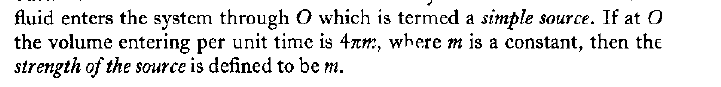 fluid enters the system through O which is termed a simple source. If at O
the volume entering per unit time is 4πm, where m is a constant, then the
strength of the source is defined to be m.